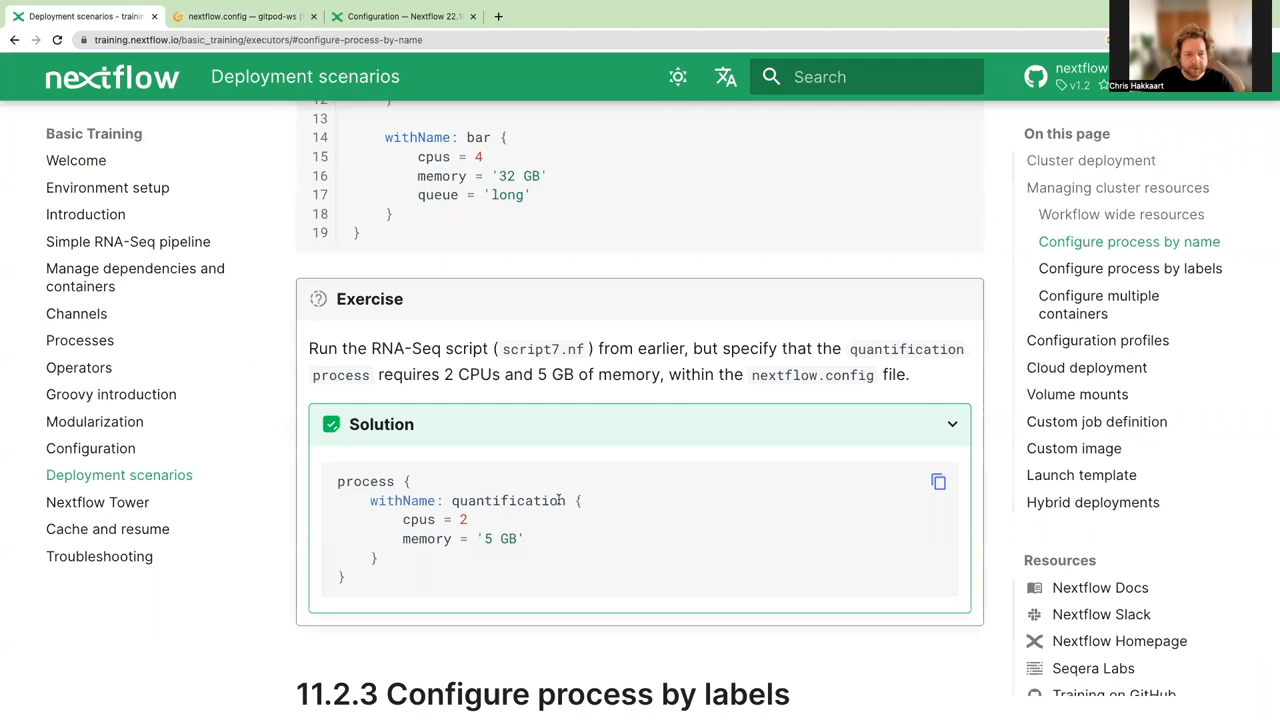 Deployment scenarios - trainin
nextflow.config — gitpod-ws (
Configuration — Nextflow 22.1
training.nextflow.io/basic_training/executors/#configure-process-by-name
Chris Hakkaart
nextflow
Deployment scenarios
Search
nextflow
v1.2
Basic Training
Welcome
Environment setup
Introduction
Simple RNA-Seq pipeline
Manage dependencies and
containers
Channels
Processes
Operators
Groovy introduction
Modularization
Configuration
Deployment scenarios
Nextflow Tower
Cache and resume
Troubleshooting
12 }
13
14 withName: bar {
15 cpus = 4
16 memory = '32 GB'
17 queue = 'long'
18 }
19 }
Exercise
Run the RNA-Seq script ( script7.nf ) from earlier, but specify that the quantification
process requires 2 CPUs and 5 GB of memory, within the nextflow.config file.
Solution
process {
withName: quantification {
cpus = 2
memory = '5 GB'
}
}
11.2.3 Configure process by labels
On this page
Cluster deployment
Managing cluster resources
Workflow wide resources
Configure process by name
Configure process by labels
Configure multiple
containers
Configuration profiles
Cloud deployment
Volume mounts
Custom job definition
Custom image
Launch template
Hybrid deployments
Resources
Nextflow Docs
Nextflow Slack
Nextflow Homepage
Seqera Labs
Training on GitHub